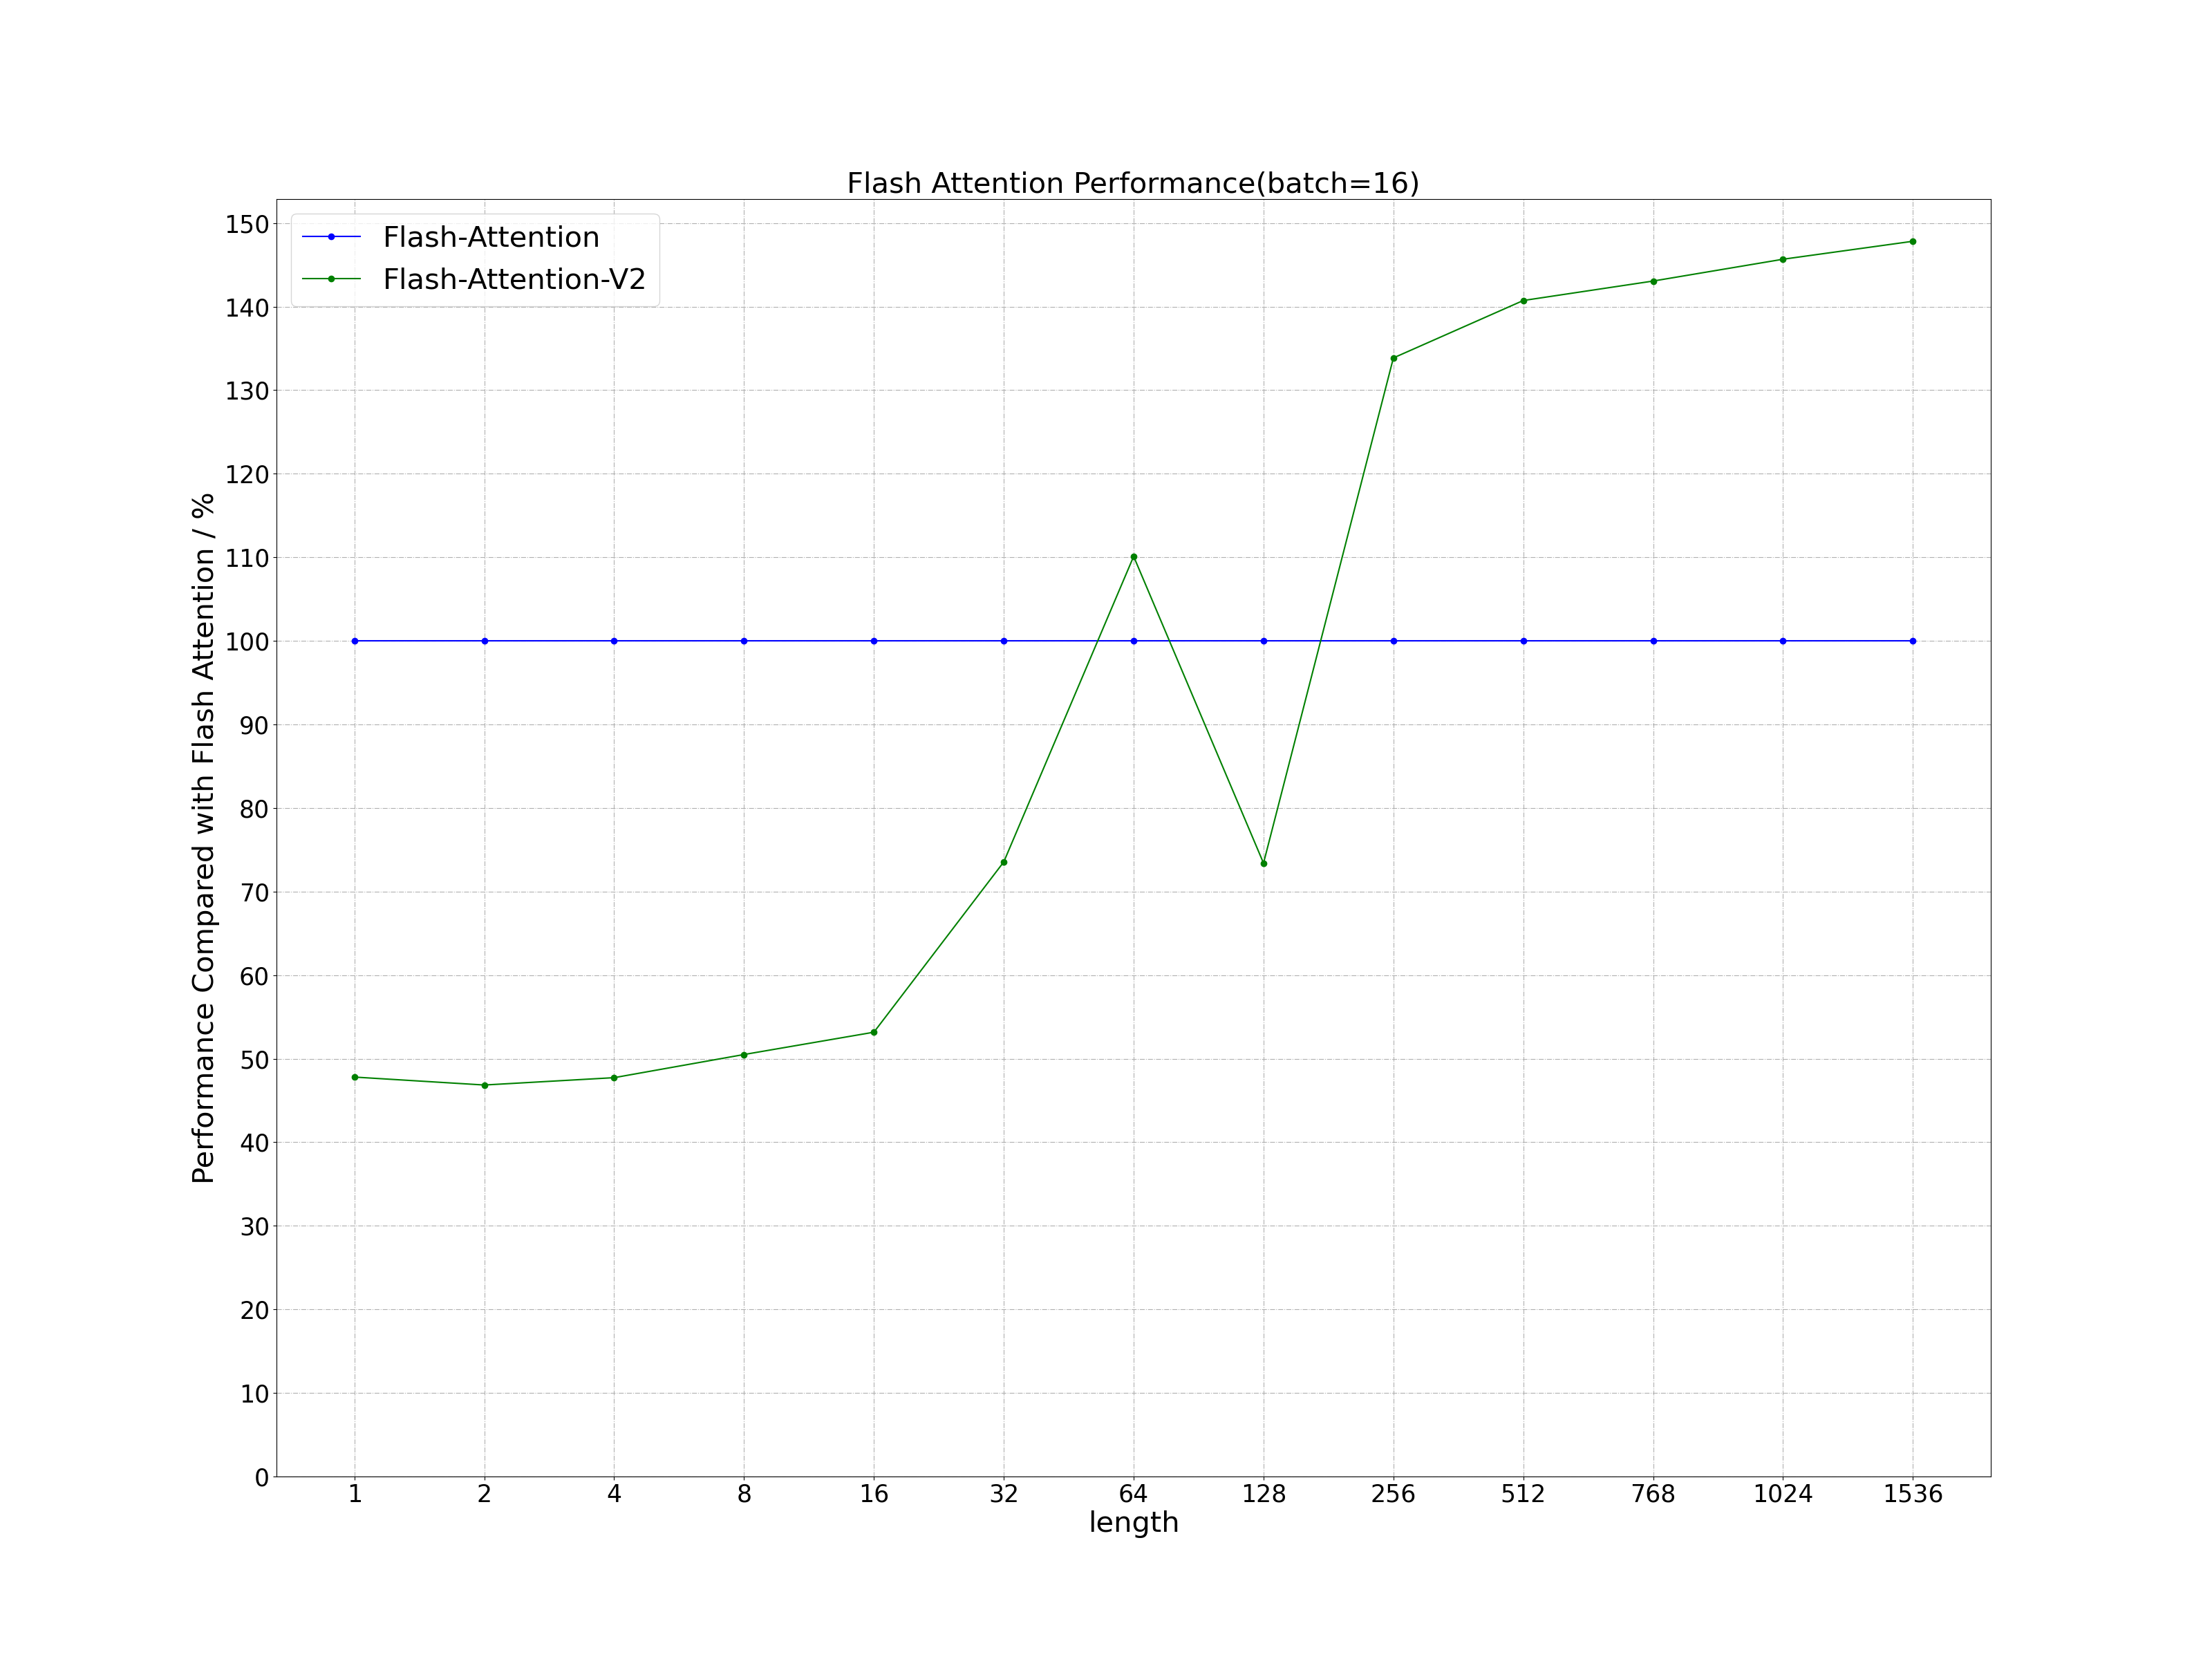 Flash Attention Performance(batch=16)
Flash-Attention
Flash-Attention-V2
Performance Compared with Flash Attention / %
150
140
130
120
110
100
90
80
70
60
50
40
30
20
10
0
1 2 4 8 16 32 64 128 256 512 768 1024 1536
length